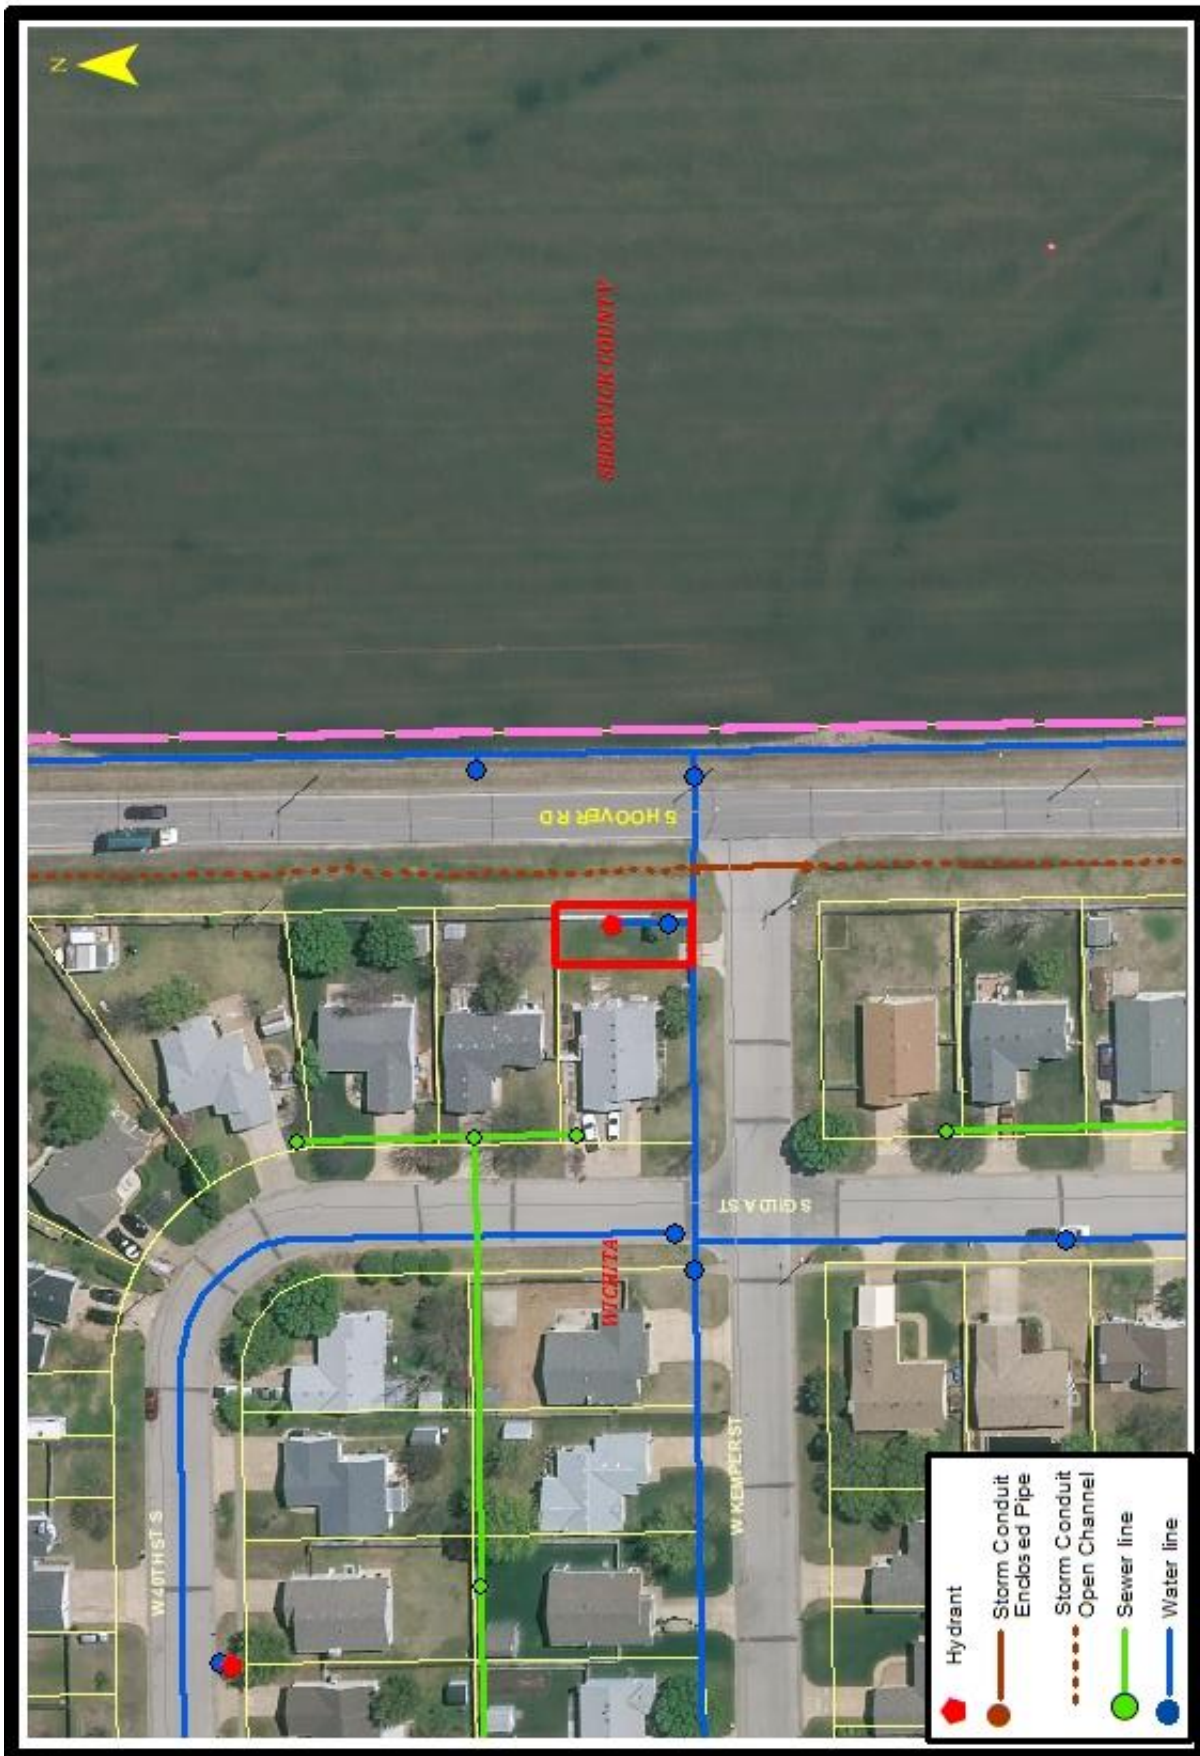 N
SEDGWICK COUNTY
S HOOVER RD
S GILDA ST
WICHITA
W KEMPER ST
W 40TH ST S
Hydrant
Storm Conduit
Enclosed Pipe
Storm Conduit
Open Channel
Sewer line
Water line